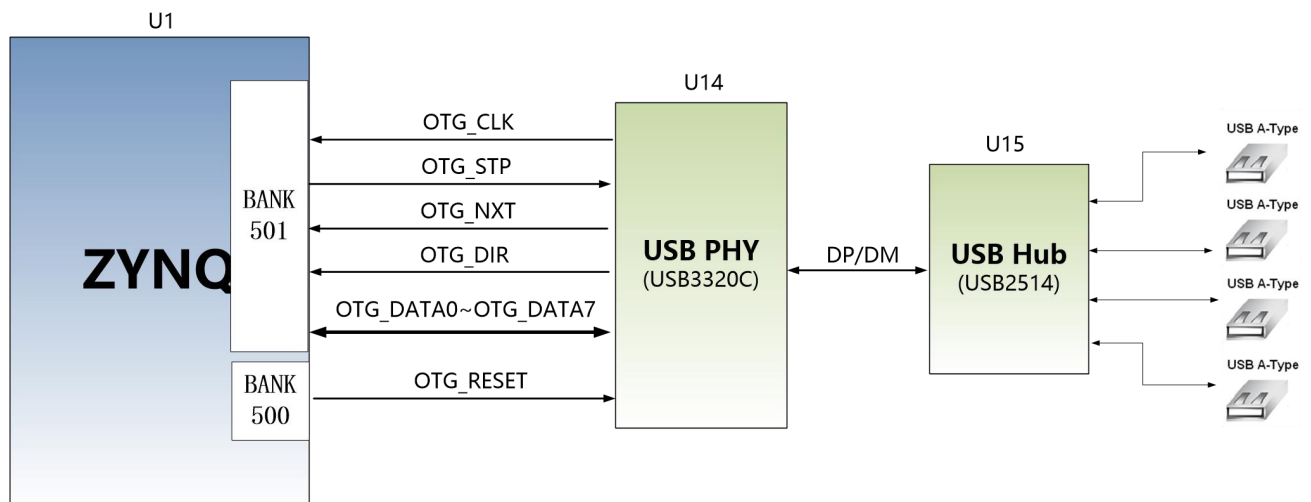 U1
ZYNQ
BANK
501
BANK
500
OTG_CLK
OTG_STP
OTG_NXT
OTG_DIR
OTG_DATA0~OTG_DATA7
OTG_RESET
U14
USB PHY
(USB3320C)
DP/DM
U15
USB Hub
(USB2514)
USB A-Type
USB A-Type
USB A-Type
USB A-Type